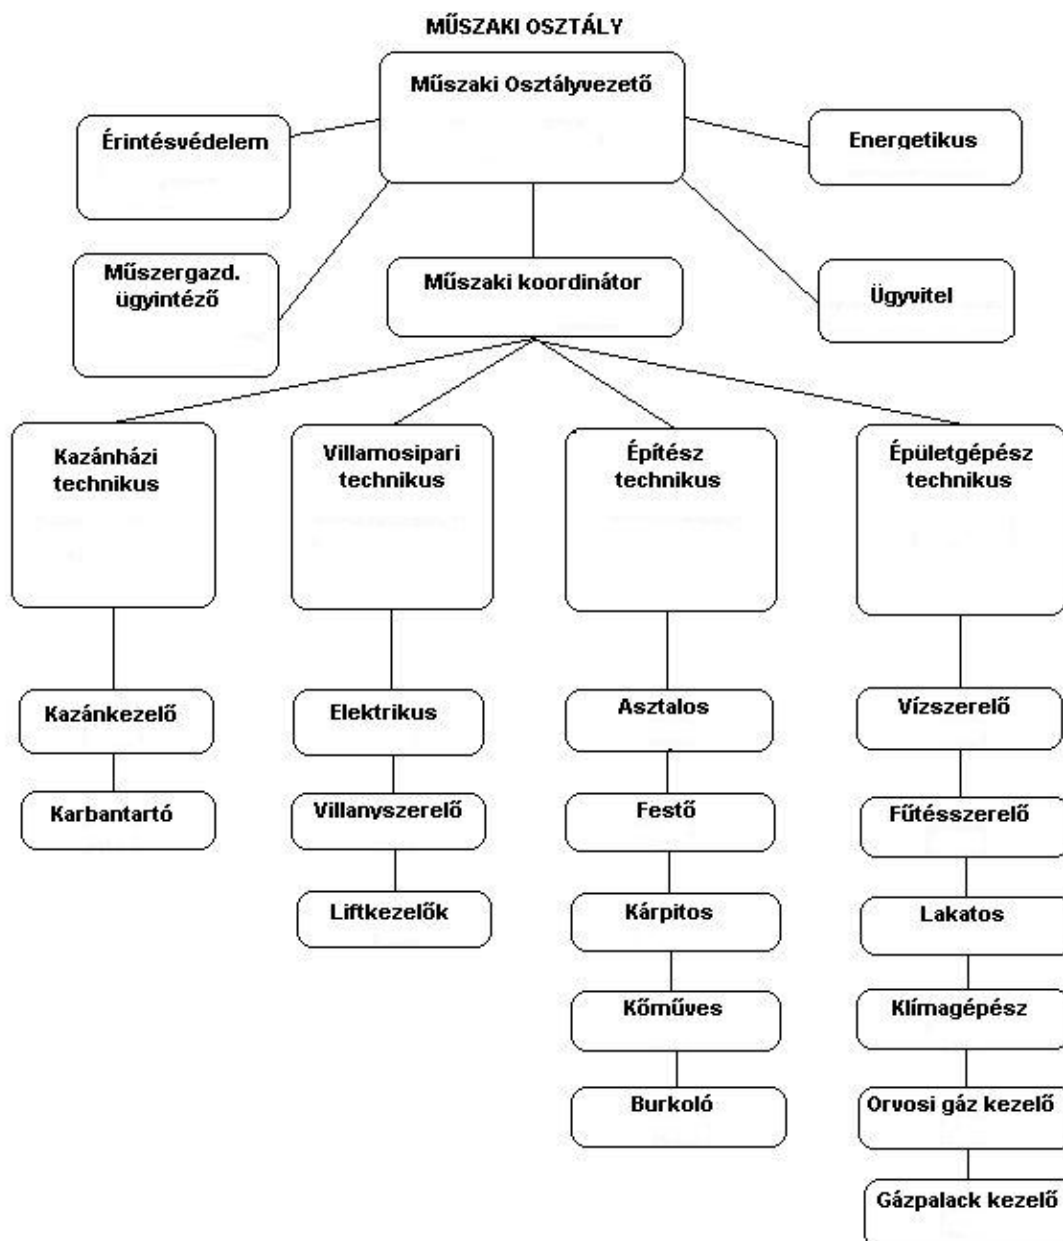 MŰSZAKI OSZTÁLY
Műszaki Osztályvezető
Érintésvédelem
Energetikus
Műszergazd.
ügyintéző
Műszaki koordinátor
Ügyvitel
Kazánházi
technikus
Villamosipari
technikus
Építész
technikus
Épületgépész
technikus
Kazánkezelő
Elektrikus
Asztalos
Vízszerelő
Karbantartó
Villanyszerelő
Festő
Fűtésszerelő
Liftkezelők
Kárpitos
Lakatos
Kőműves
Klímagépész
Burkoló
Orvosi gáz kezelő
Gázpalack kezelő